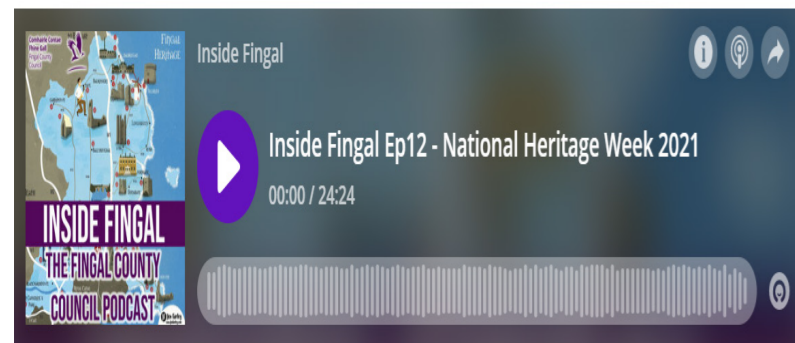 Comhairle Contae
Fhine Gall
Fingal County
Council
FINGAL
HERITAGE
INSIDE FINGAL
THE FINGAL COUNTY
COUNCIL PODCAST
Inside Fingal
Inside Fingal Ep12 - National Heritage Week 2021
00:00 / 24:24